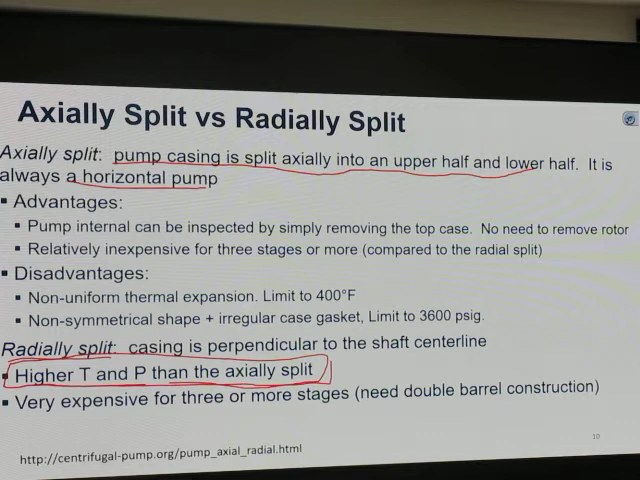 Axially Split vs Radially Split
Axially split: pump casing is split axially into an upper half and lower half. It is
always a horizontal pump
▪ Advantages:
▪ Pump internal can be inspected by simply removing the top case. No need to remove rotor
▪ Relatively inexpensive for three stages or more (compared to the radial split)
▪ Disadvantages:
▪ Non-uniform thermal expansion. Limit to 400°F
▪ Non-symmetrical shape + irregular case gasket, Limit to 3600 psig.
Radially split: casing is perpendicular to the shaft centerline
▪ Higher T and P than the axially split
▪ Very expensive for three or more stages (need double barrel construction)
10
http://centrifugal-pump.org/pump_axial_radial.html